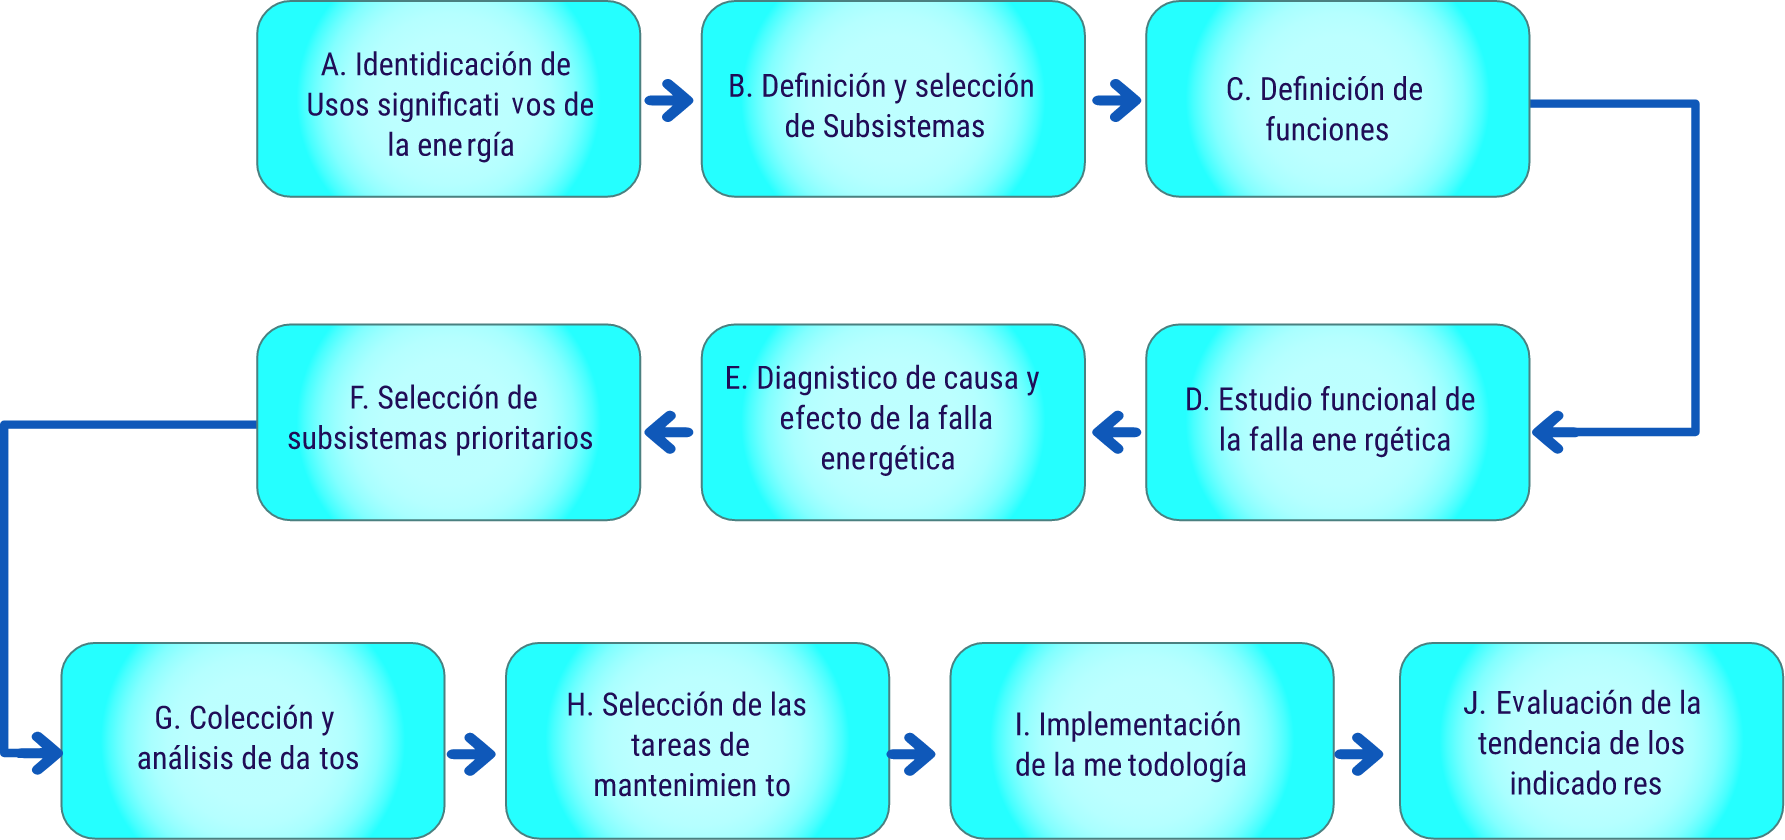 A. Identidicación de
Usos significati vos de
la energía
B. Definición y selección
de Subsistemas
C. Definición de
funciones
D. Estudio funcional de
la falla ene rgética
E. Diagnistico de causa y
efecto de la falla
energética
F. Selección de
subsistemas prioritarios
G. Colección y
análisis de da tos
H. Selección de las
tareas de
mantenimien to
I. Implementación
de la me todología
J. Evaluación de la
tendencia de los
indicado res